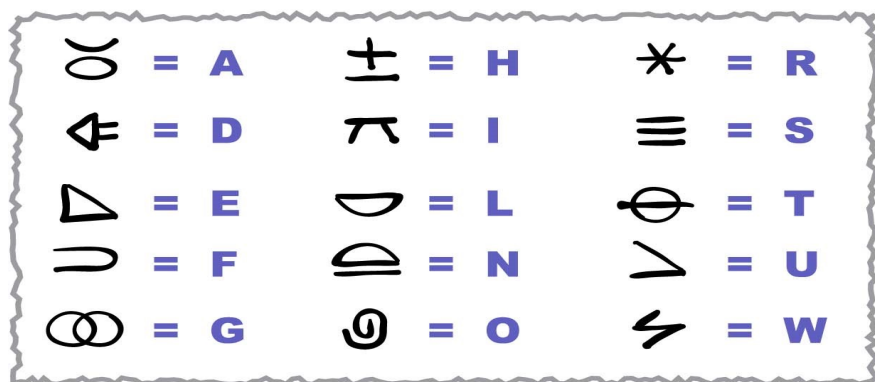 = A = H = R
= D = I = S
= E = L = T
= F = N = U
= G = O = W